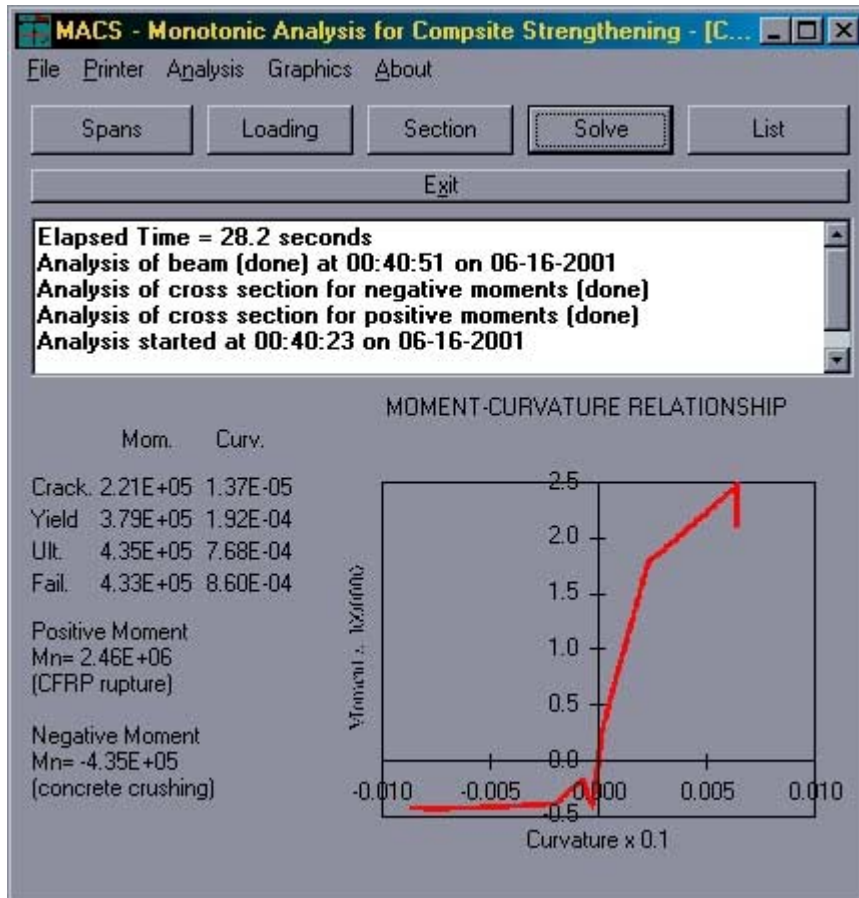 MACS - Monotonic Analysis for Compsite Strengthening - [C...
File Printer Analysis Graphics About
Spans Loading Section Solve List
Exit
Elapsed Time = 28.2 seconds
Analysis of beam (done) at 00:40:51 on 06-16-2001
Analysis of cross section for negative moments (done)
Analysis of cross section for positive moments (done)
Analysis started at 00:40:23 on 06-16-2001
MOMENT-CURVATURE RELATIONSHIP
Mom. Curv.
Crack. 2.21E+05 1.37E-05
Yield 3.79E+05 1.92E-04
Ult. 4.35E+05 7.68E-04
Fail. 4.33E+05 8.60E-04
Positive Moment
Mn= 2.46E+06
(CFRP rupture)
Negative Moment
Mn= -4.35E+05
(concrete crushing)
Moment x
2.5
2.0
1.5
1.0
0.5
0.0
-0.010 -0.005 0.000 0.005 0.010
-0.5
Curvature x 0.1